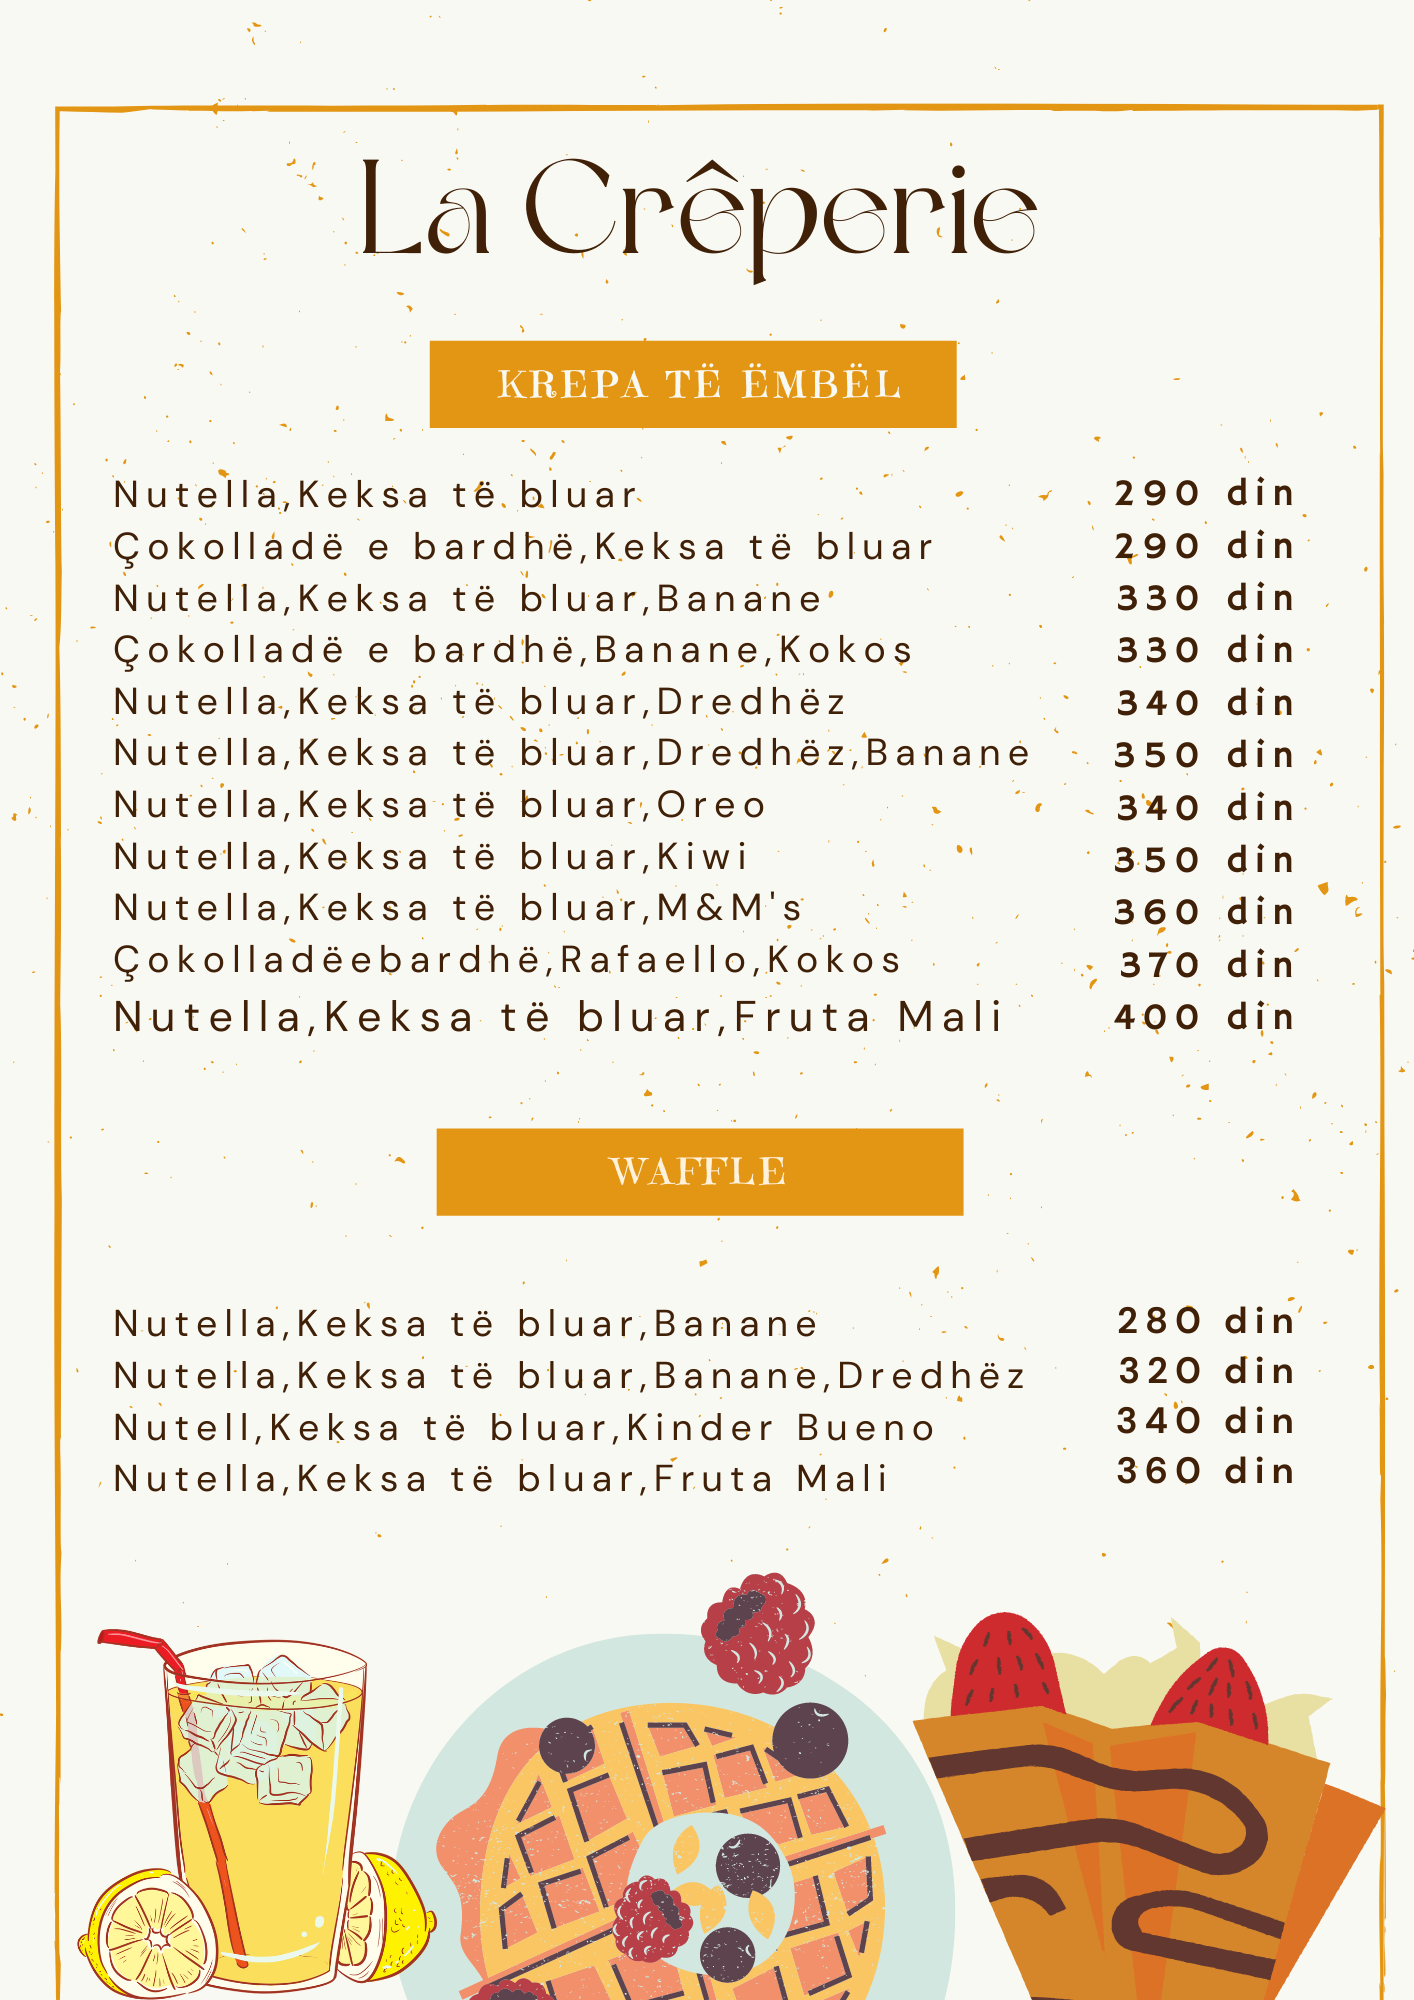 La Crêperie
KREPA TË ËMBËL
Nutella,Keksa të bluar 290 din
Çokolladë e bardhë,Keksa të bluar 290 din
Nutella,Keksa të bluar,Banane 330 din
Çokolladë e bardhë,Banane,Kokos 330 din
Nutella,Keksa të bluar,Dredhëz 340 din
Nutella,Keksa të bluar,Dredhëz,Banane 350 din
Nutella,Keksa të bluar,Oreo 340 din
Nutella,Keksa të bluar,Kiwi 350 din
Nutella,Keksa të bluar,M&M's 360 din
Çokolladëebardhë,Rafaello,Kokos 370 din
Nutella,Keksa të bluar,Fruta Mali 400 din
WAFFLE
Nutella,Keksa të bluar,Banane 280 din
Nutella,Keksa të bluar,Banane,Dredhëz 320 din
Nutell,Keksa të bluar,Kinder Bueno 340 din
Nutella,Keksa të bluar,Fruta Mali 360 din